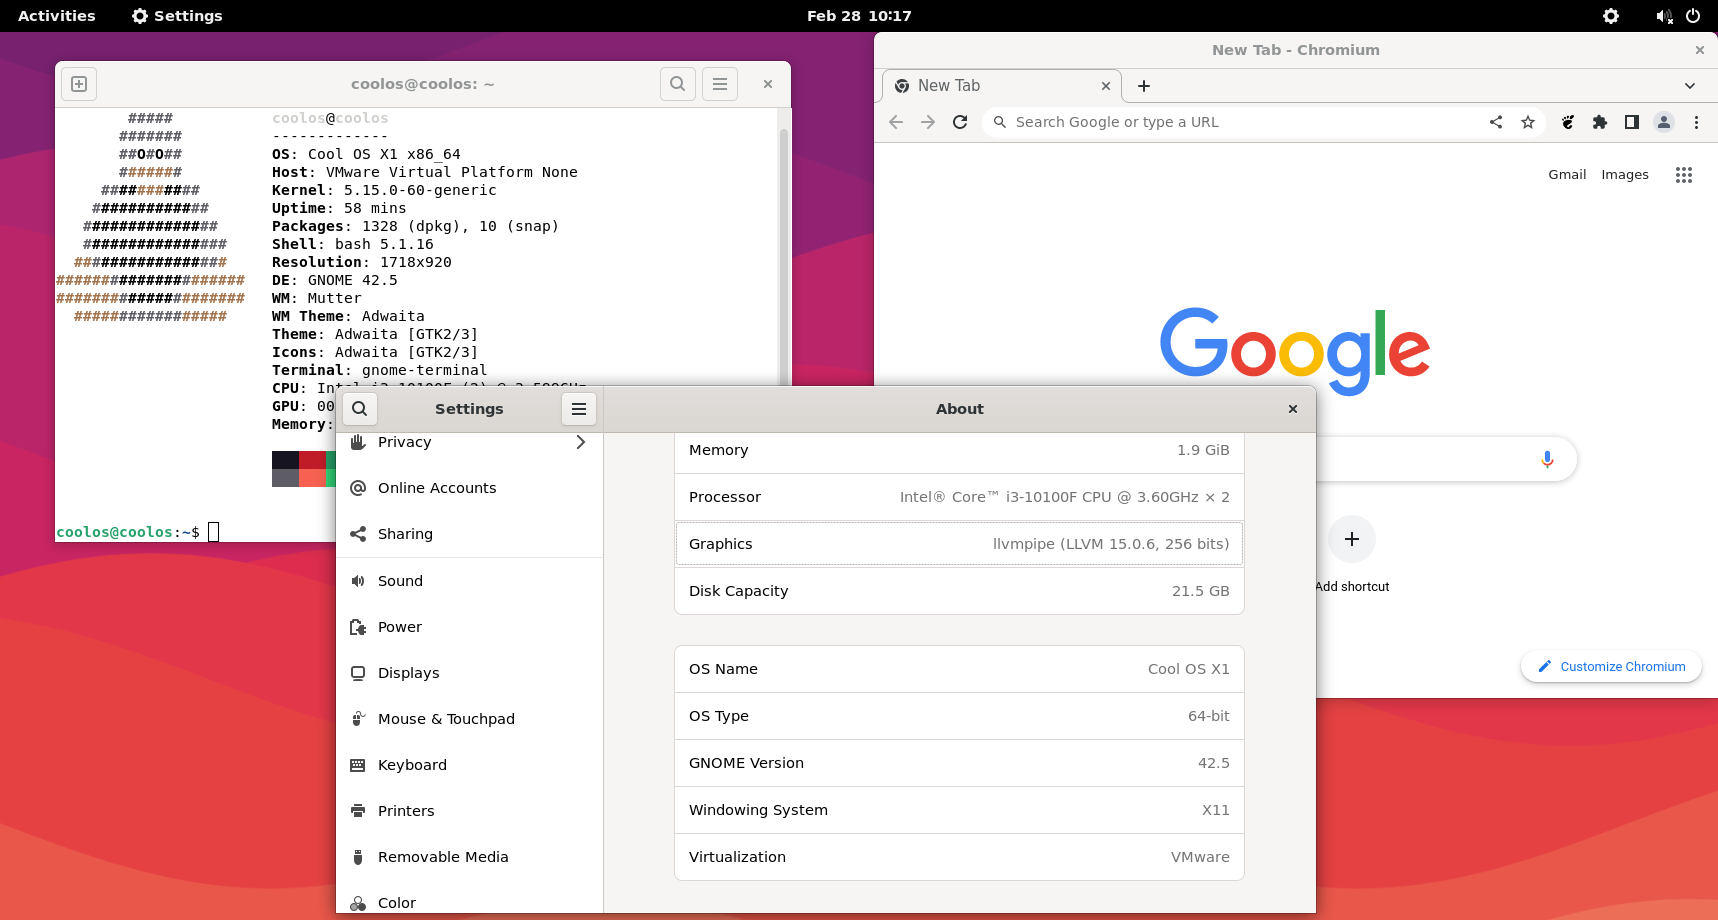 Activities
Settings
Feb 28 10:17
coolos@coolos: ~
#####
#######
##O#O##
#######
###########
#############
###############
################
#################
#####################
#####################
#################
coolos@coolos
-------------
OS: Cool OS X1 x86_64
Host: VMware Virtual Platform None
Kernel: 5.15.0-60-generic
Uptime: 58 mins
Packages: 1328 (dpkg), 10 (snap)
Shell: bash 5.1.16
Resolution: 1718x920
DE: GNOME 42.5
WM: Mutter
WM Theme: Adwaita
Theme: Adwaita [GTK2/3]
Icons: Adwaita [GTK2/3]
Terminal: gnome-terminal
CPU: Intel i3-10100F (2) @ 3.599GHz
GPU: 00
Memory:
coolos@coolos:~$
New Tab - Chromium
New Tab
Search Google or type a URL
Gmail
Images
Google
Add shortcut
Customize Chromium
Settings
Privacy
Online Accounts
Sharing
Sound
Power
Displays
Mouse & Touchpad
Keyboard
Printers
Removable Media
Color
About
Memory 1.9 GiB
Processor Intel® Core™ i3-10100F CPU @ 3.60GHz × 2
Graphics llvmpipe (LLVM 15.0.6, 256 bits)
Disk Capacity 21.5 GB
OS Name Cool OS X1
OS Type 64-bit
GNOME Version 42.5
Windowing System X11
Virtualization VMware